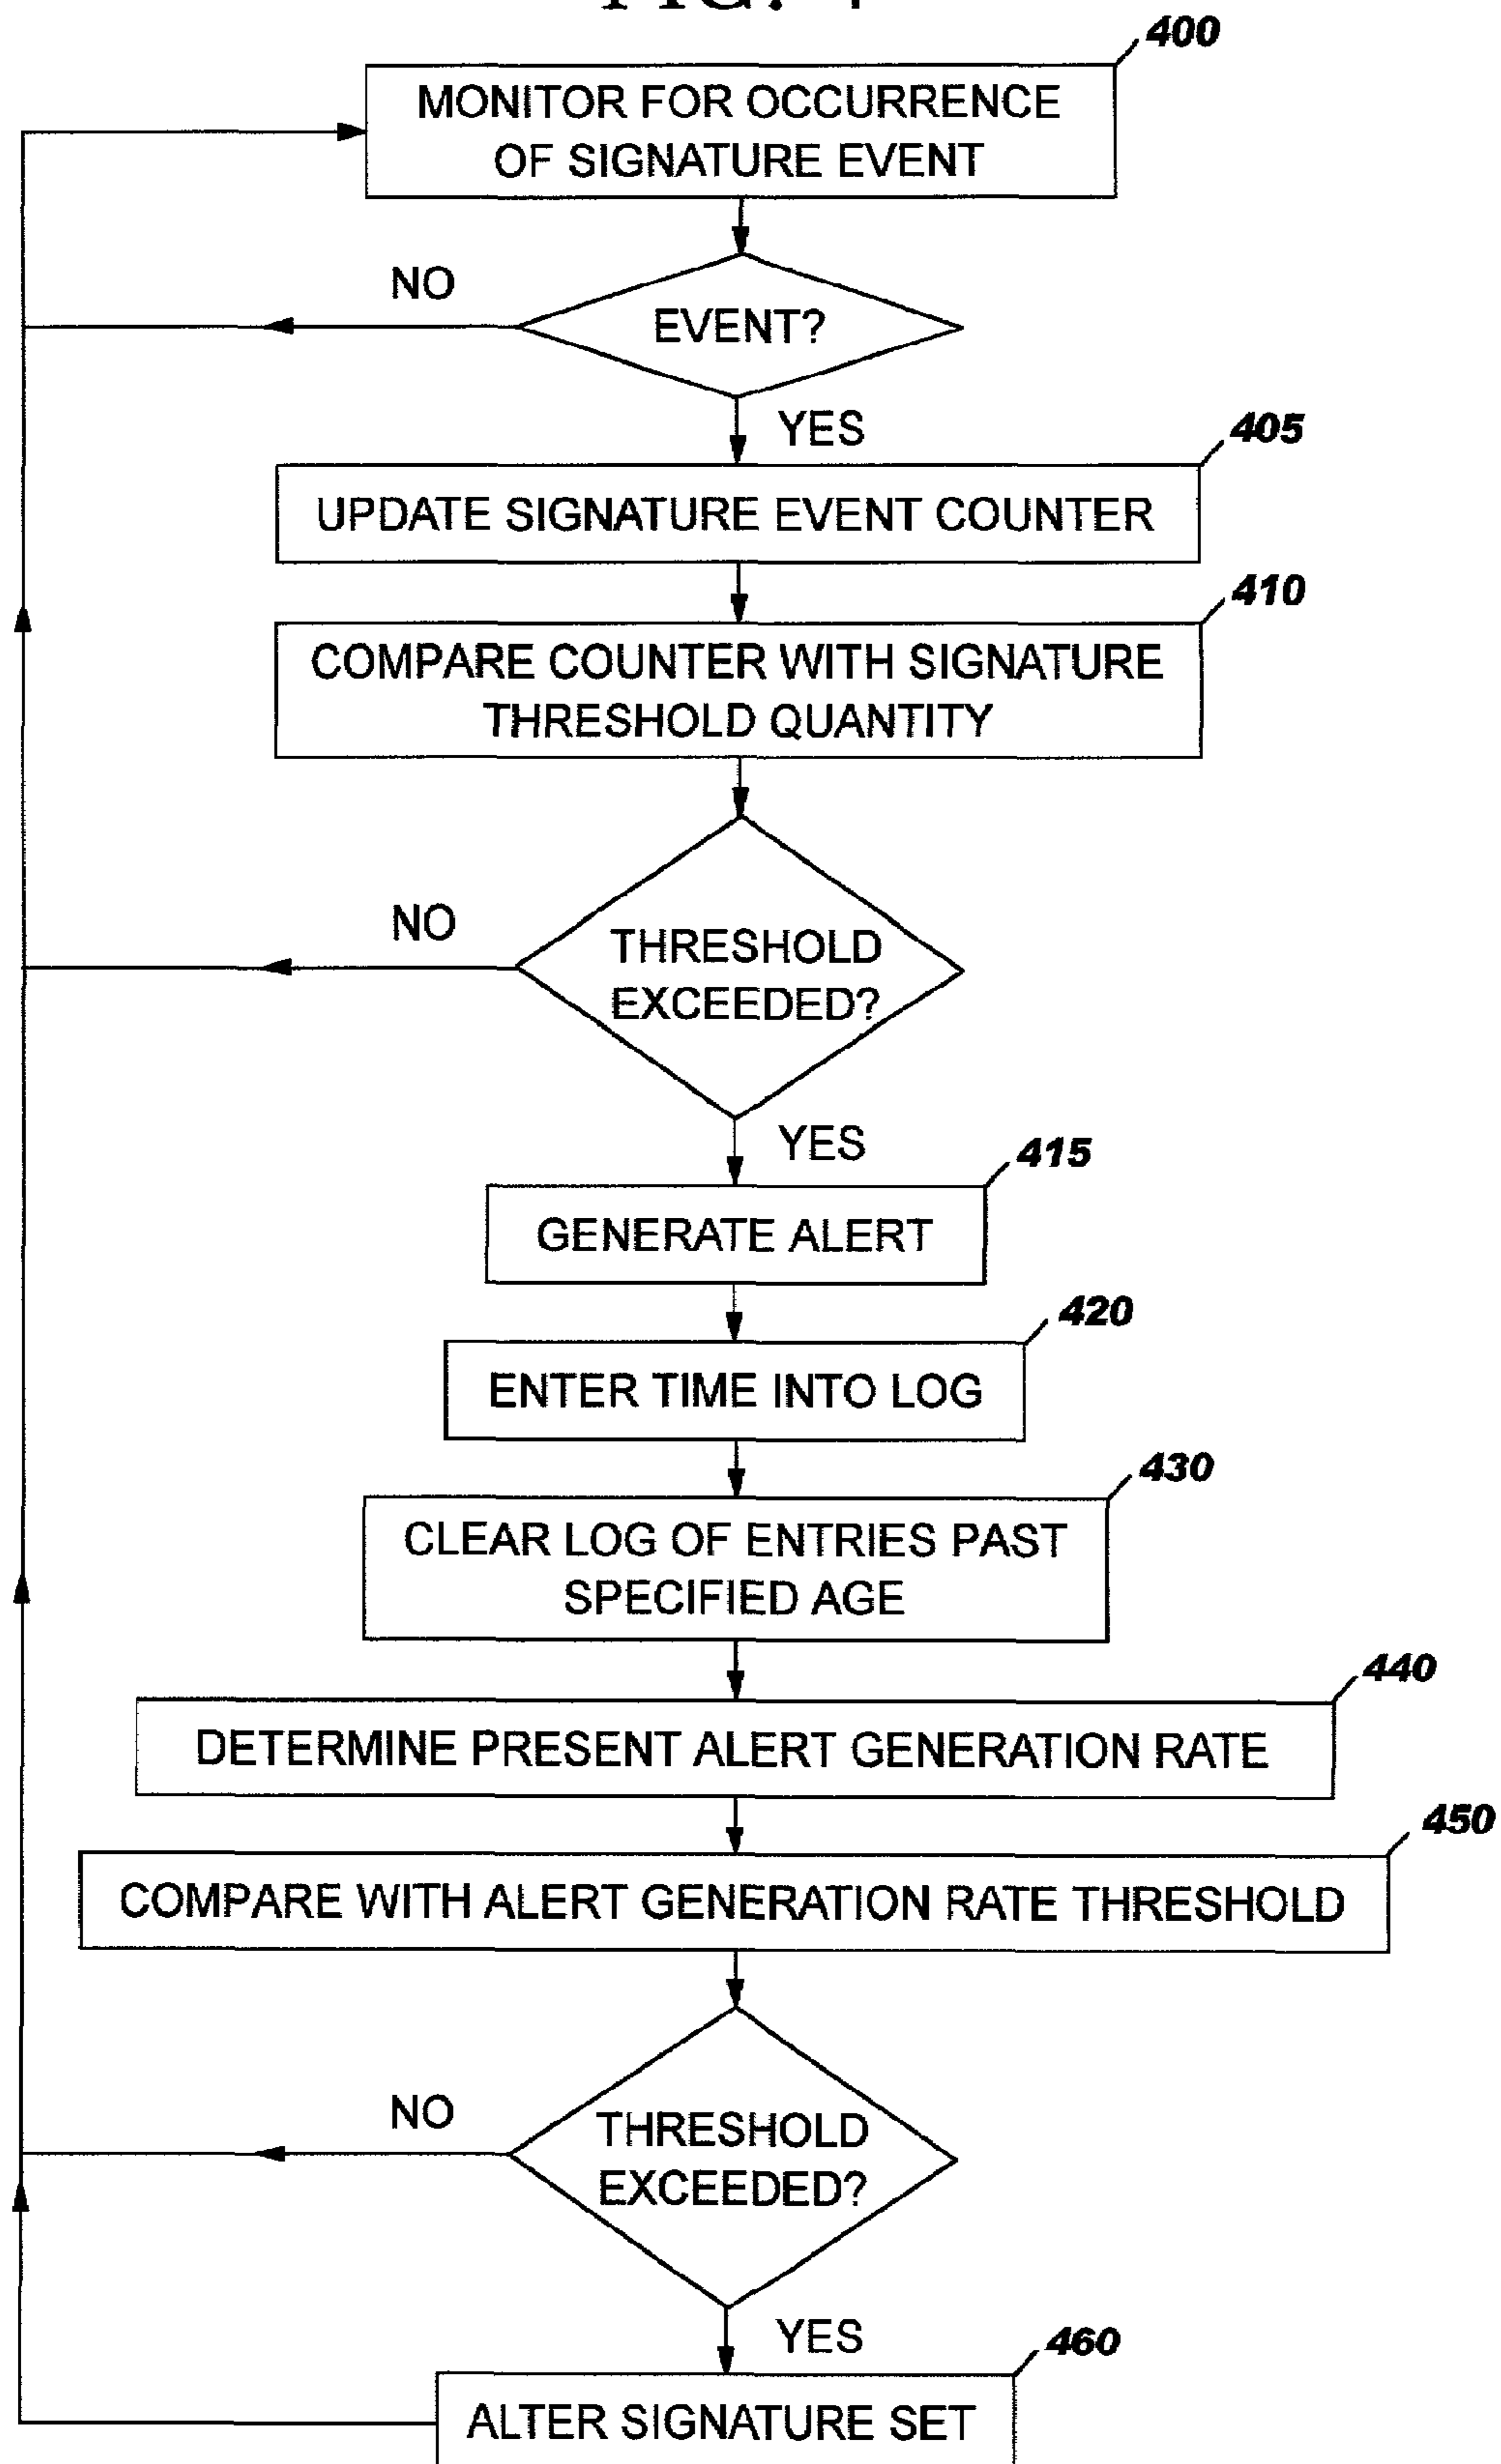 FIG. 4
400
MONITOR FOR OCCURRENCE
OF SIGNATURE EVENT
NO
EVENT?
YES
405
UPDATE SIGNATURE EVENT COUNTER
410
COMPARE COUNTER WITH SIGNATURE
THRESHOLD QUANTITY
NO
THRESHOLD
EXCEEDED?
YES
415
GENERATE ALERT
420
ENTER TIME INTO LOG
430
CLEAR LOG OF ENTRIES PAST
SPECIFIED AGE
440
DETERMINE PRESENT ALERT GENERATION RATE
450
COMPARE WITH ALERT GENERATION RATE THRESHOLD
NO
THRESHOLD
EXCEEDED?
YES
460
ALTER SIGNATURE SET